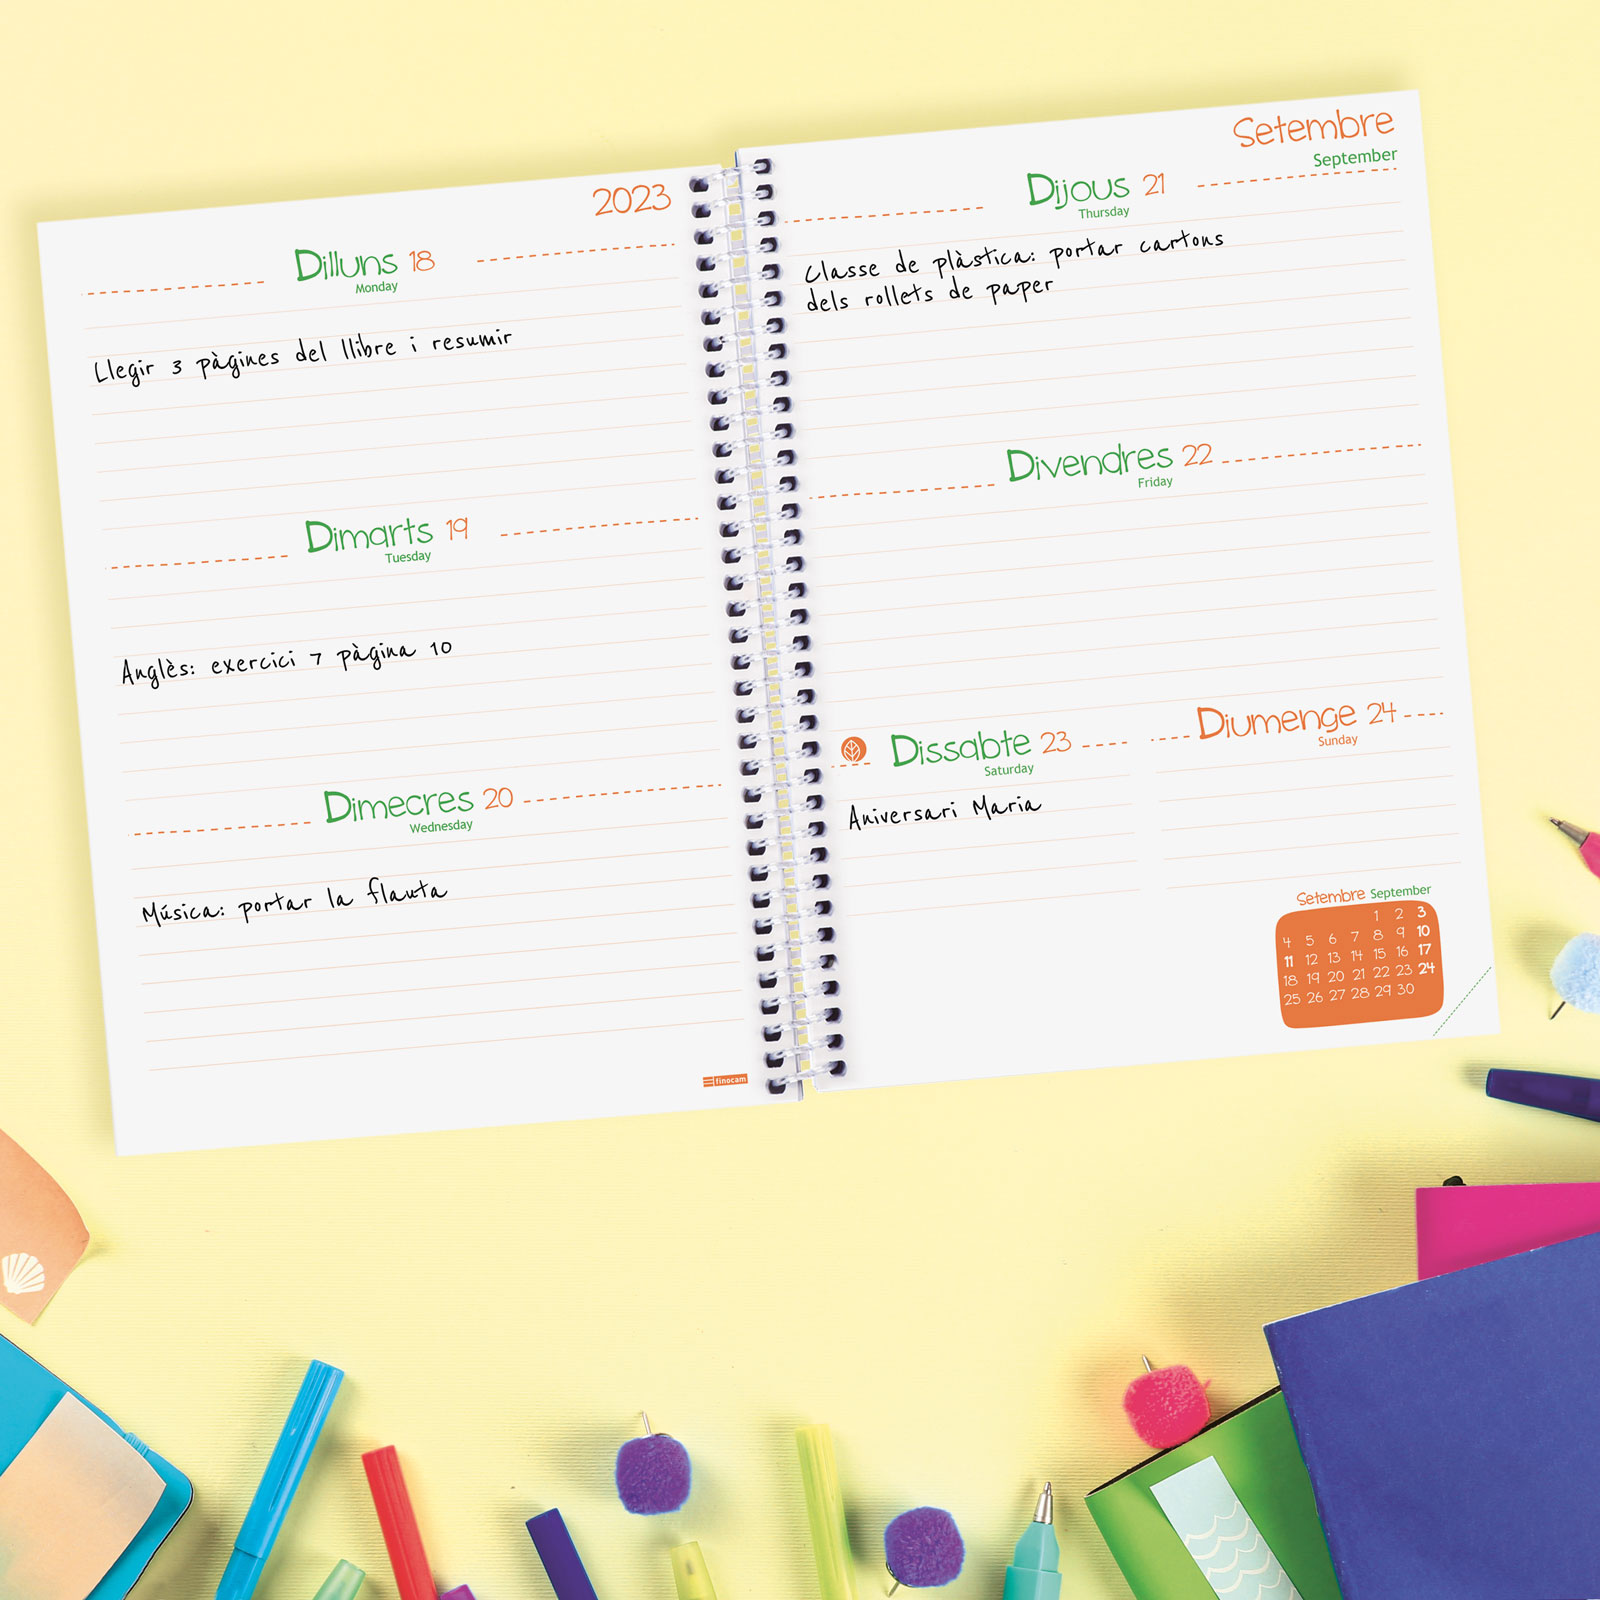 2023
Dilluns 18
Monday
Llegir 3 pàgines del llibre i resumir
Dimarts 19
Tuesday
Anglès: exercici 7 pàgina 10
Dimecres 20
Wednesday
Música: portar la flauta
finocam
Setembre
September
Dijous 21
Thursday
Classe de plàstica: portar cartons
dels rollets de paper
Divendres 22
Friday
Dissabte 23
Saturday
Aniversari Maria
Diumenge 24
Sunday
Setembre September
1 2 3
4 5 6 7 8 9 10
11 12 13 14 15 16 17
18 19 20 21 22 23 24
25 26 27 28 29 30